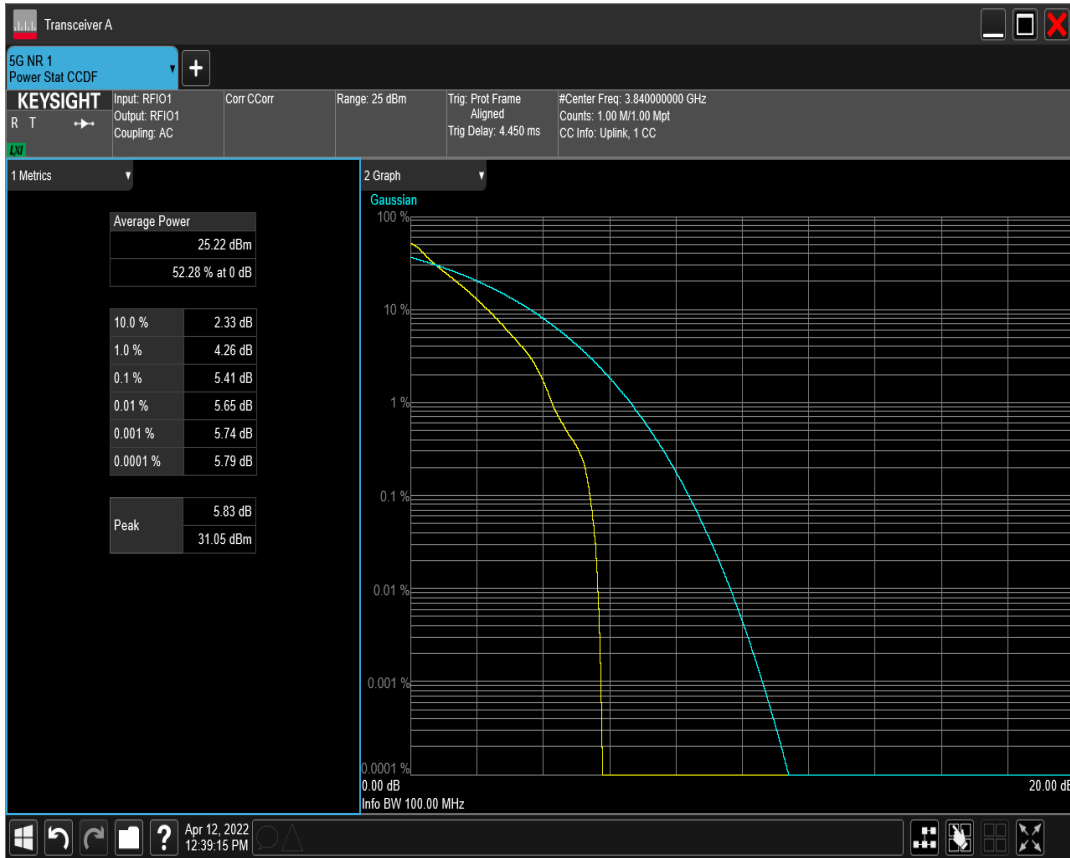 Transceiver A
5G NR 1
Power Stat CCDF
KEYSIGHT
R T
LXI
Input: RFIO1
Output: RFIO1
Coupling: AC
Corr CCorr
Range: 25 dBm
Trig: Prot Frame
Aligned
Trig Delay: 4.450 ms
#Center Freq: 3.840000000 GHz
Counts: 1.00 M/1.00 Mpt
CC Info: Uplink, 1 CC
1 Metrics
Average Power
25.22 dBm
52.28 % at 0 dB
10.0 % 2.33 dB
1.0 % 4.26 dB
0.1 % 5.41 dB
0.01 % 5.65 dB
0.001 % 5.74 dB
0.0001 % 5.79 dB
Peak 5.83 dB
31.05 dBm
2 Graph
Gaussian
100 %
10 %
1 %
0.1 %
0.01 %
0.001 %
0.0001 %
0.00 dB 20.00 dB
Info BW 100.00 MHz
? Apr 12, 2022
12:39:15 PM